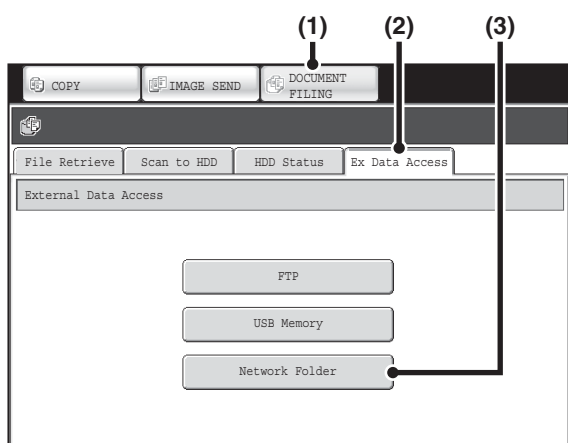 (1) (2) (3)
COPY IMAGE SEND DOCUMENT
FILING
File Retrieve Scan to HDD HDD Status Ex Data Access
External Data Access
FTP
USB Memory
Network Folder